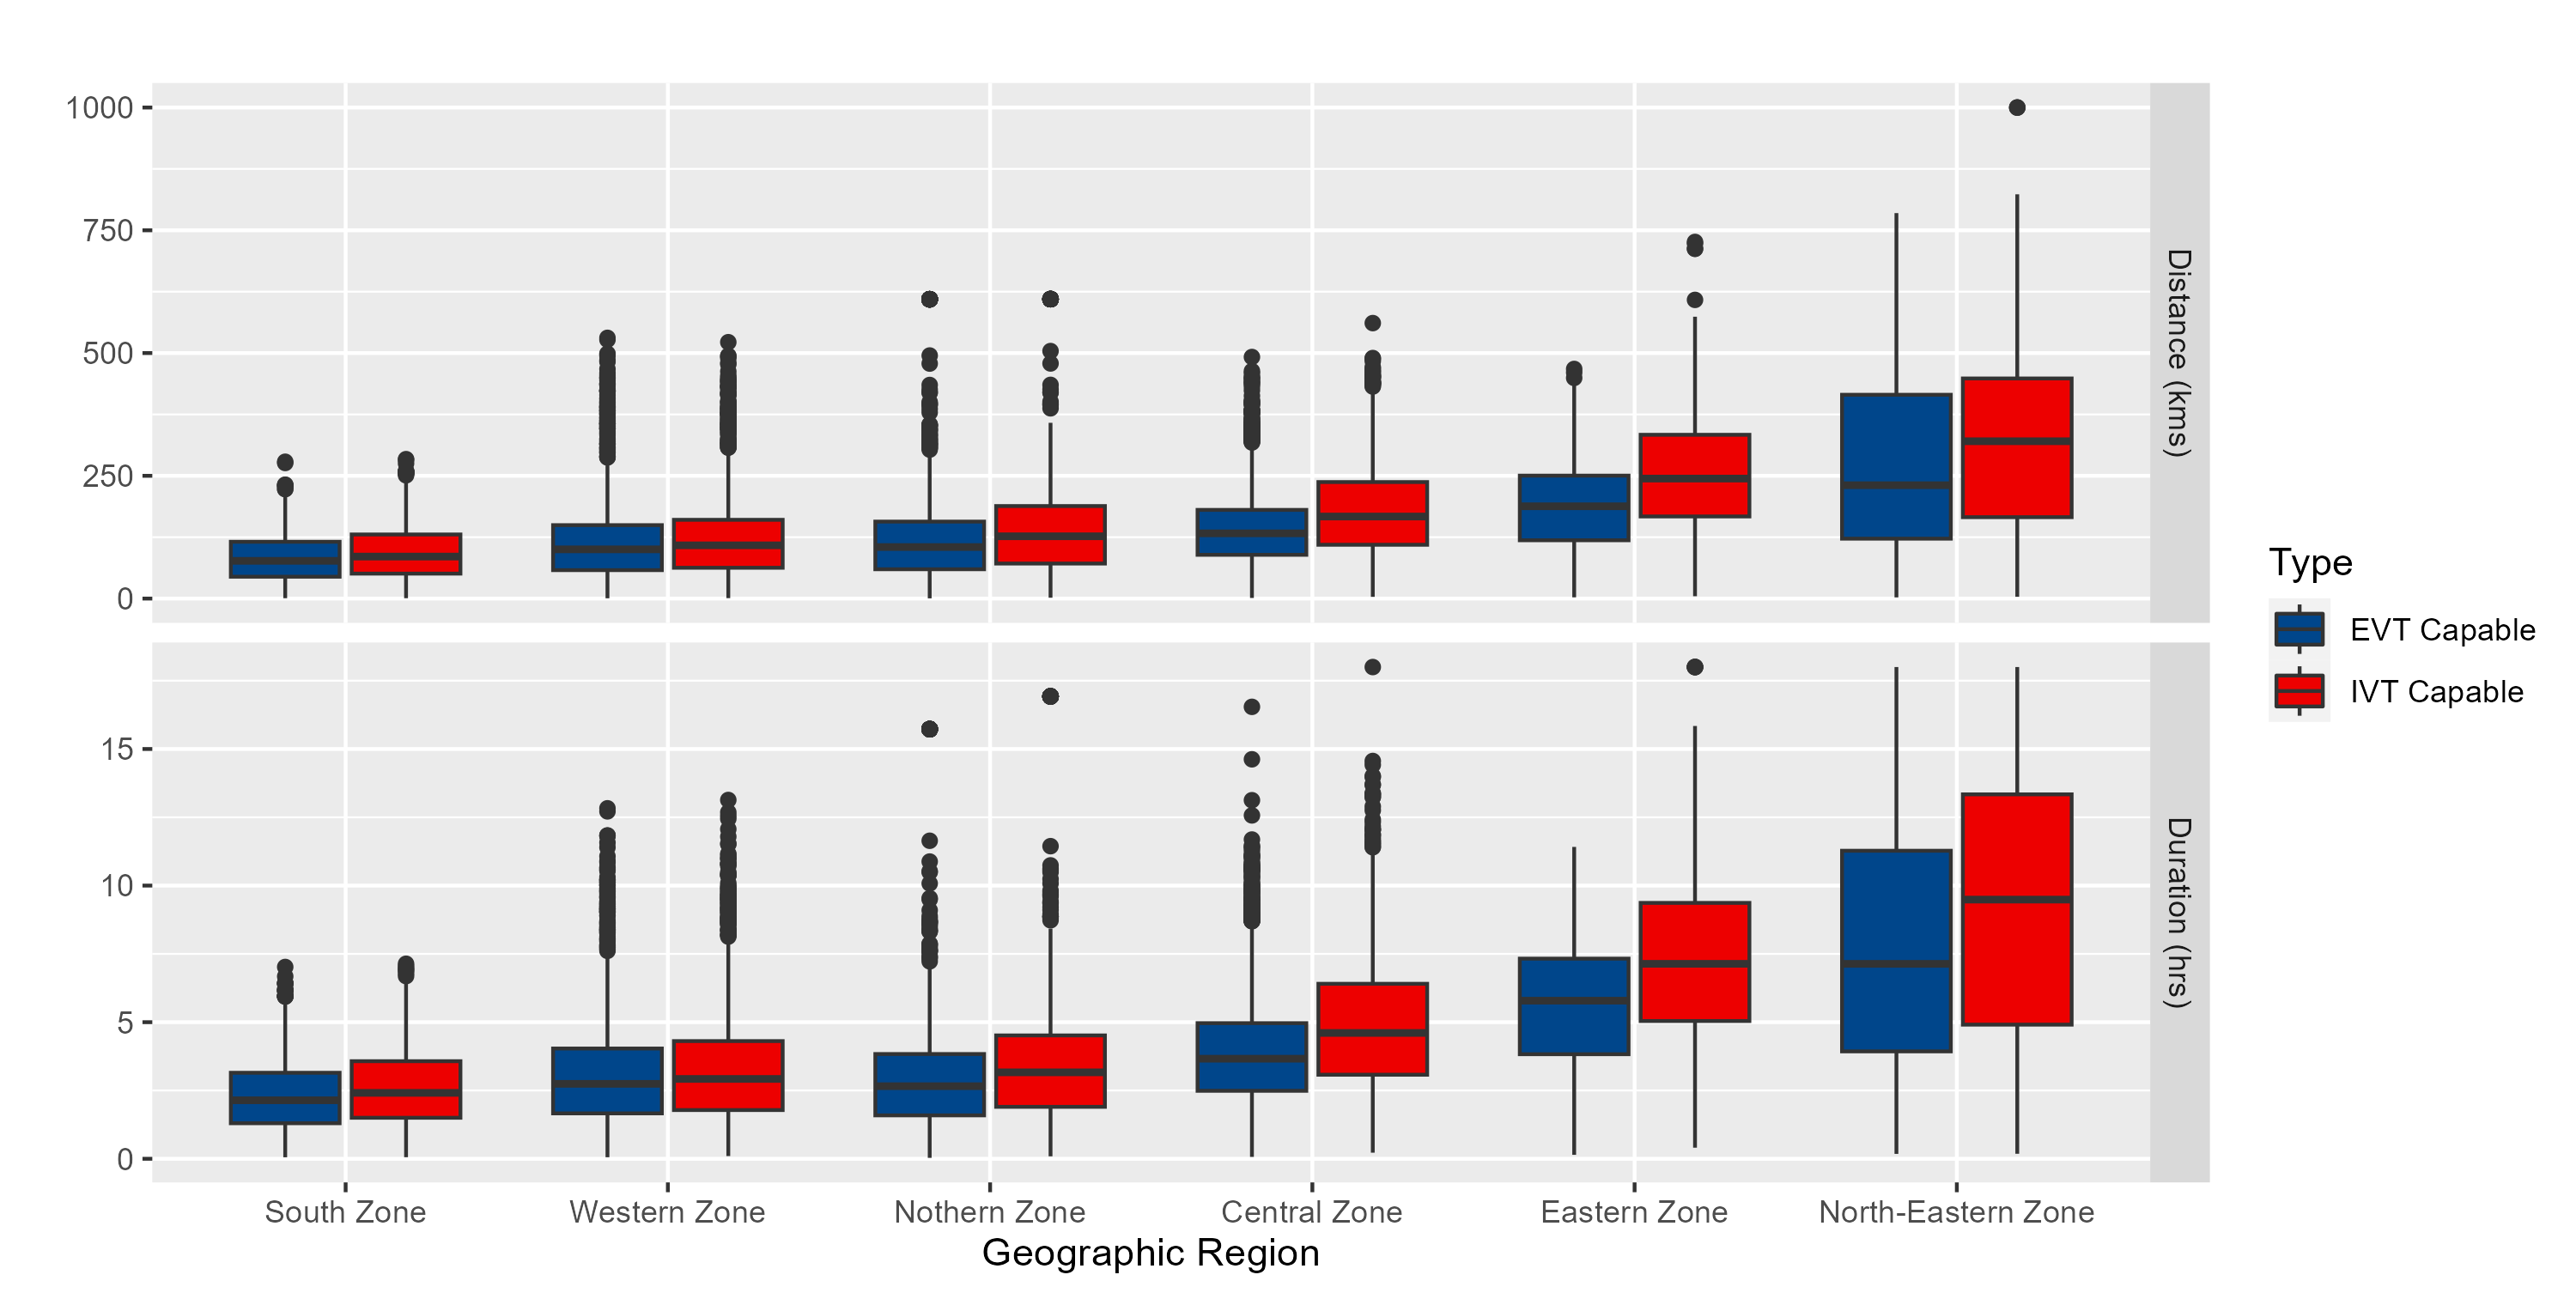 1000
750
500
250
0
Distance (kms)
15
10
5
0
Duration (hrs)
South Zone
Western Zone
Nothern Zone
Central Zone
Eastern Zone
North-Eastern Zone
Geographic Region
Type
EVT Capable
IVT Capable